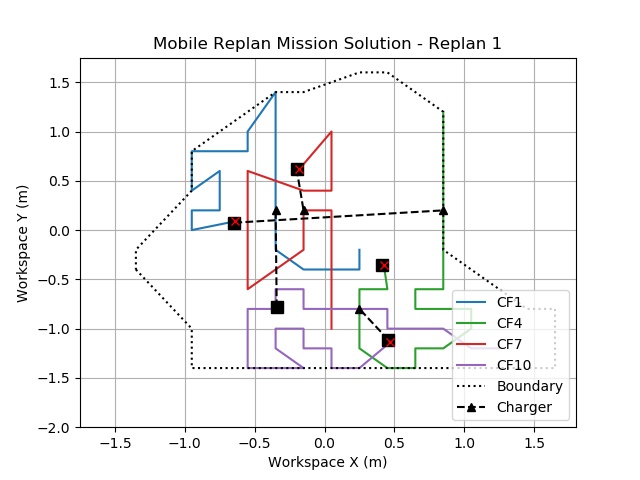 Mobile Replan Mission Solution - Replan 1
Workspace Y (m)
1.5
1.0
0.5
0.0
−0.5
−1.0
−1.5
−2.0
−1.5
−1.0
−0.5
0.0
0.5
1.0
1.5
Workspace X (m)
CF1
CF4
CF7
CF10
Boundary
Charger